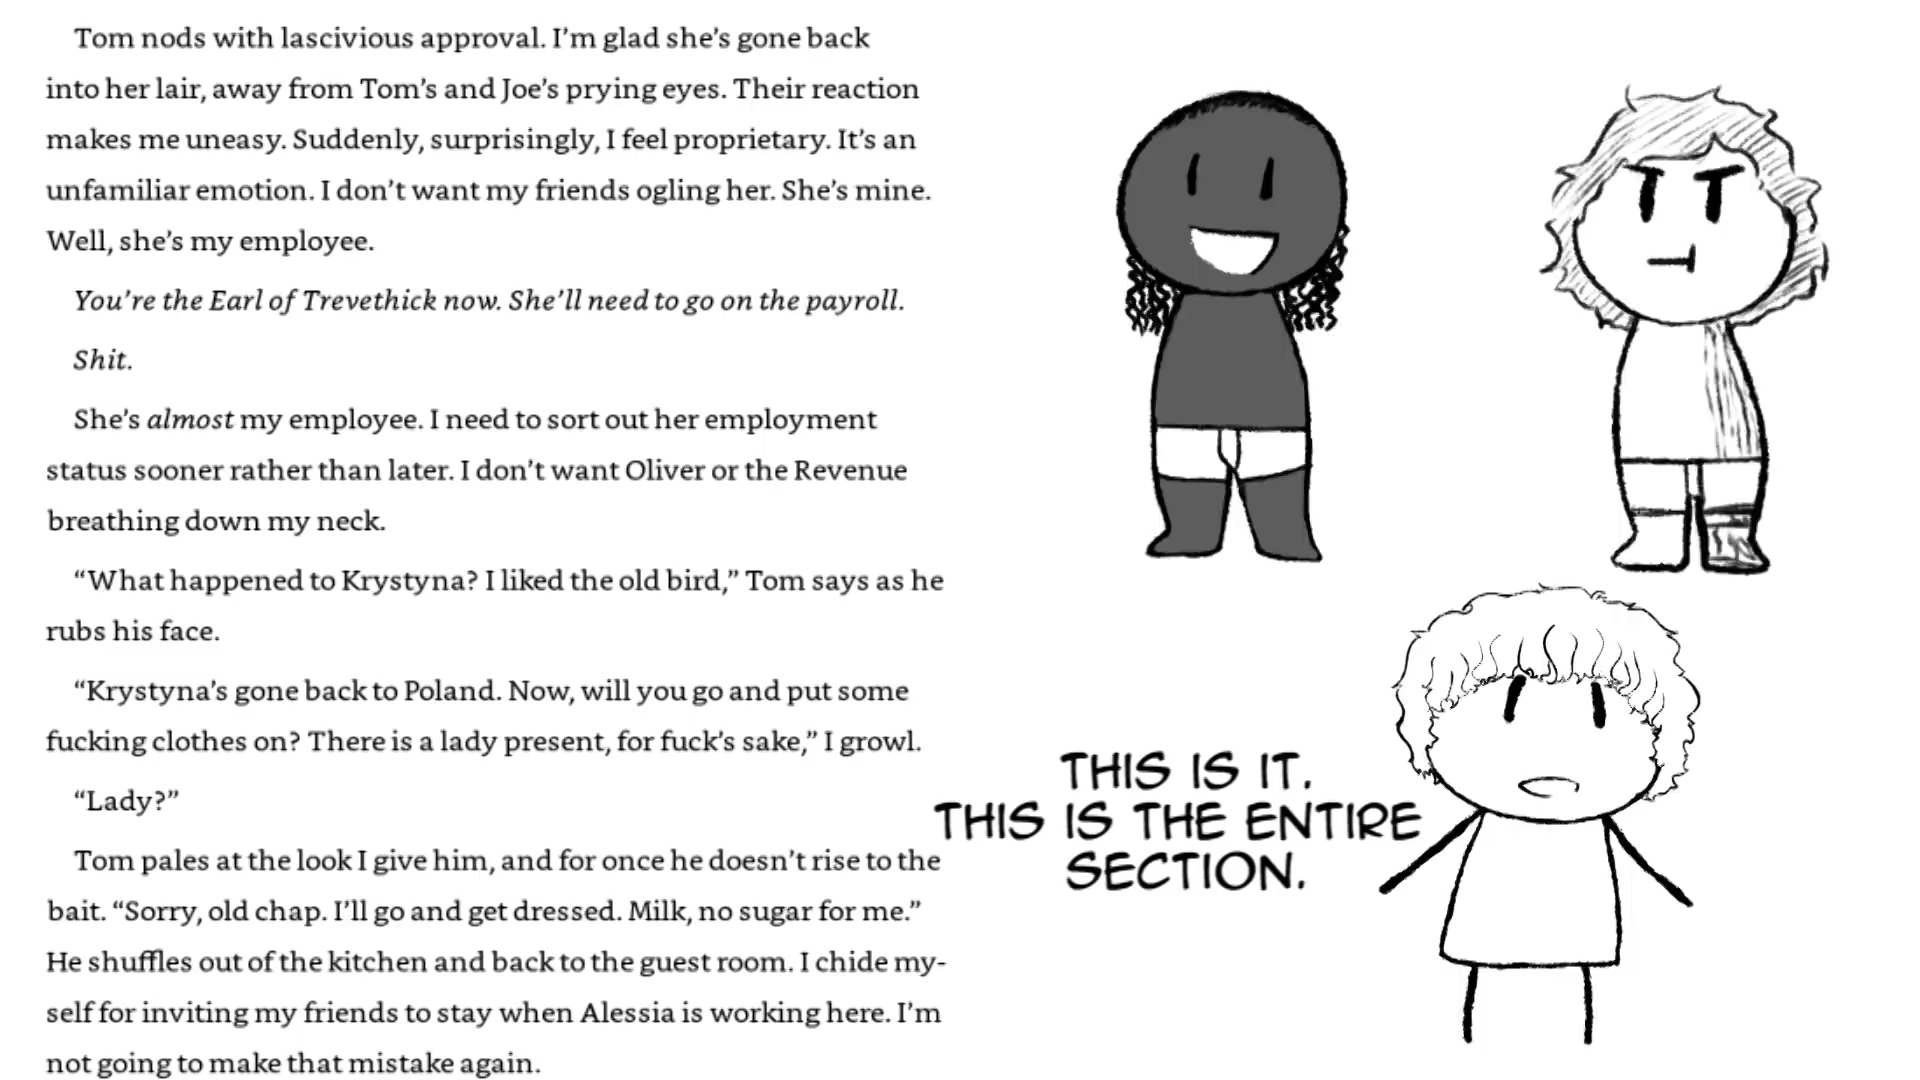 Tom nods with lascivious approval. I’m glad she’s gone back
into her lair, away from Tom’s and Joe’s prying eyes. Their reaction
makes me uneasy. Suddenly, surprisingly, I feel proprietary. It’s an
unfamiliar emotion. I don’t want my friends ogling her. She’s mine.
Well, she’s my employee.
You’re the Earl of Trevethick now. She’ll need to go on the payroll.
Shit.
She’s almost my employee. I need to sort out her employment
status sooner rather than later. I don’t want Oliver or the Revenue
breathing down my neck.
“What happened to Krystyna? I liked the old bird,” Tom says as he
rubs his face.
“Krystyna’s gone back to Poland. Now, will you go and put some
fucking clothes on? There is a lady present, for fuck’s sake,” I growl.
“Lady?”
Tom pales at the look I give him, and for once he doesn’t rise to the
bait. “Sorry, old chap. I’ll go and get dressed. Milk, no sugar for me.”
He shuffles out of the kitchen and back to the guest room. I chide my-
self for inviting my friends to stay when Alessia is working here. I’m
not going to make that mistake again.
THIS IS IT.
THIS IS THE ENTIRE
SECTION.